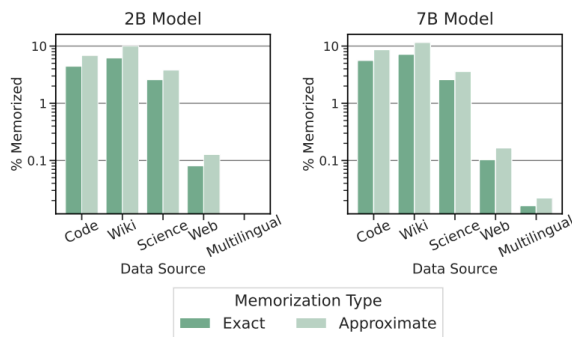 2B Model
% Memorized
10
1
0.1
Code
Wiki
Science
Web
Multilingual
Data Source
7B Model
% Memorized
10
1
0.1
Code
Wiki
Science
Web
Multilingual
Data Source
Memorization Type
Exact
Approximate